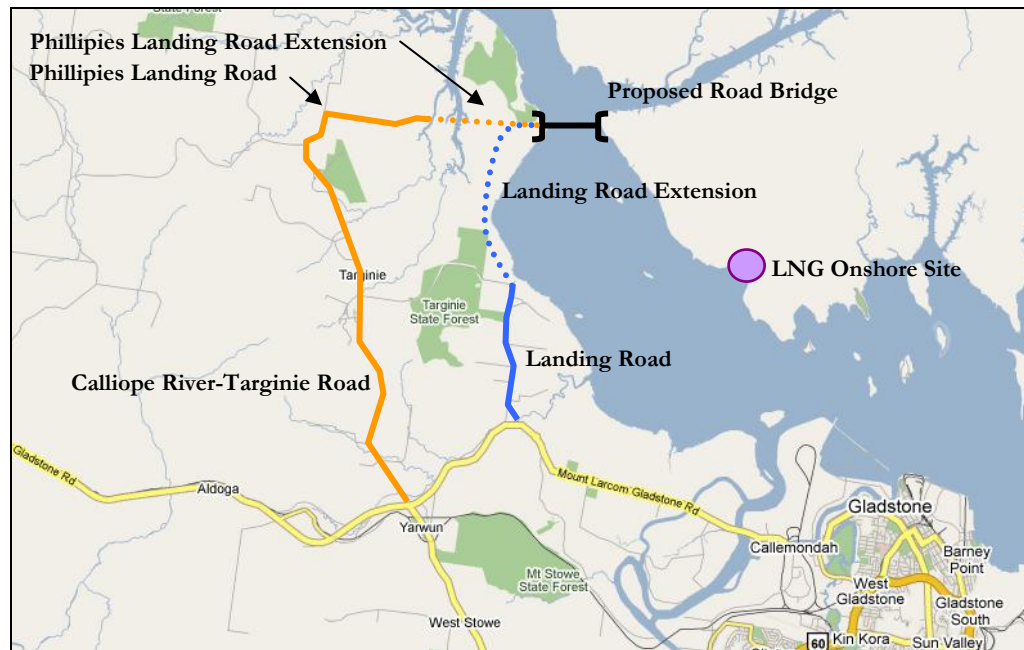 State Forest
Phillipies Landing Road Extension
Phillipies Landing Road
Proposed Road Bridge
Landing Road Extension
LNG Onshore Site
Targinie
Targinie
State Forest
Landing Road
Calliope River-Targinie Road
Gladstone Rd
Aldoga
Mount Larcom Gladstone Rd
Yarwun
Gladstone
Callemondah
Barney
Point
Mt Stowe
State Forest
West
Gladstone
Gladstone
South
West Stowe
60
Kin Kora
Sun Valley